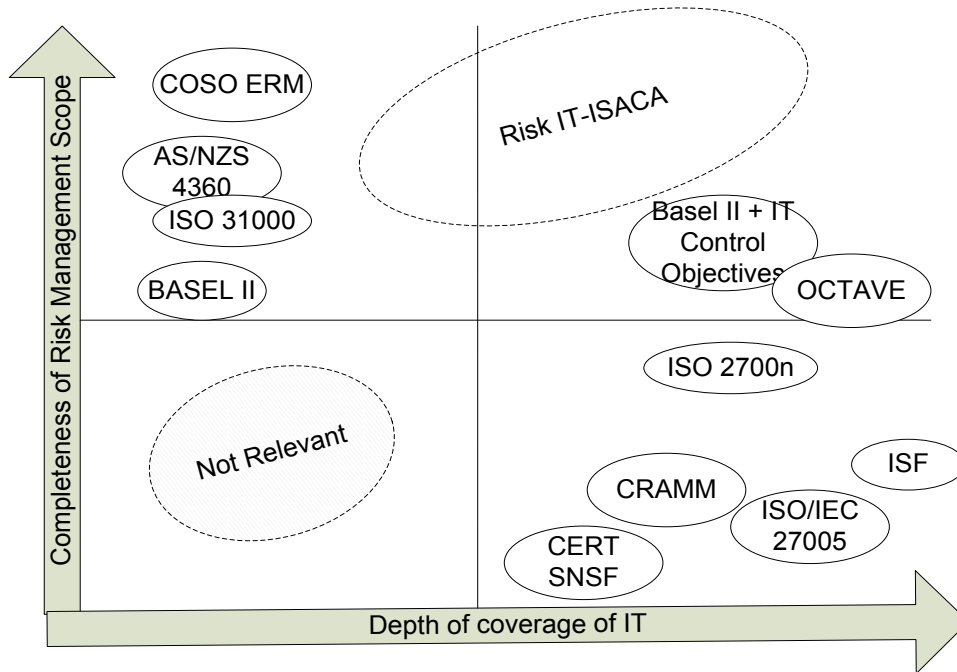 Completeness of Risk Management Scope
COSO ERM
Risk IT-ISACA
AS/NZS
4360
ISO 31000
Basel II + IT
Control
Objectives
BASEL II
OCTAVE
ISO 2700n
Not Relevant
ISF
CRAMM
ISO/IEC
27005
CERT
SNSF
Depth of coverage of IT